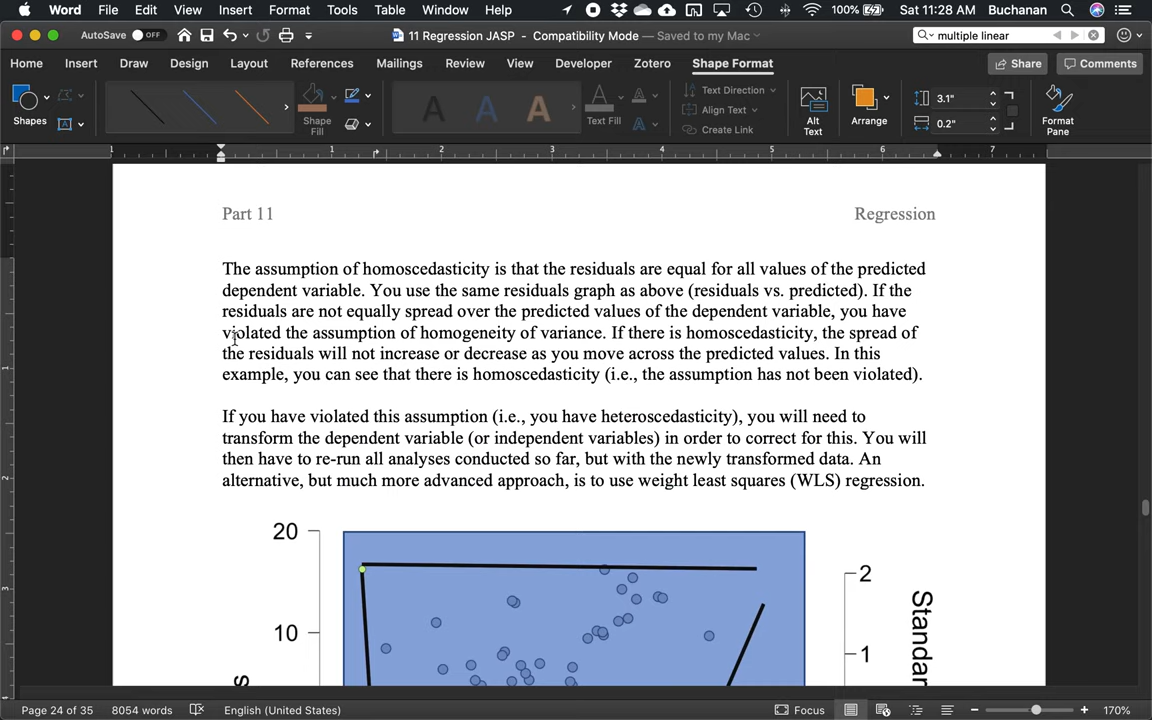 Word File Edit View Insert Format Tools Table Window Help 100% Sat 11:28 AM Buchanan
AutoSave OFF 11 Regression JASP - Compatibility Mode — Saved to my Mac multiple linear
Home Insert Draw Design Layout References Mailings Review View Developer Zotero Shape Format Share Comments
Shapes
Shape Fill
A A A
Text Fill
Text Direction
Align Text
Create Link
Alt Text
Arrange
3.1"
0.2"
Format Pane
1 1 2 3 4 5 6 7
Part 11 Regression
The assumption of homoscedasticity is that the residuals are equal for all values of the predicted
dependent variable. You use the same residuals graph as above (residuals vs. predicted). If the
residuals are not equally spread over the predicted values of the dependent variable, you have
violated the assumption of homogeneity of variance. If there is homoscedasticity, the spread of
the residuals will not increase or decrease as you move across the predicted values. In this
example, you can see that there is homoscedasticity (i.e., the assumption has not been violated).
If you have violated this assumption (i.e., you have heteroscedasticity), you will need to
transform the dependent variable (or independent variables) in order to correct for this. You will
then have to re-run all analyses conducted so far, but with the newly transformed data. An
alternative, but much more advanced approach, is to use weight least squares (WLS) regression.
20
2
10
1
Standar
Page 24 of 35 8054 words English (United States) Focus 170%